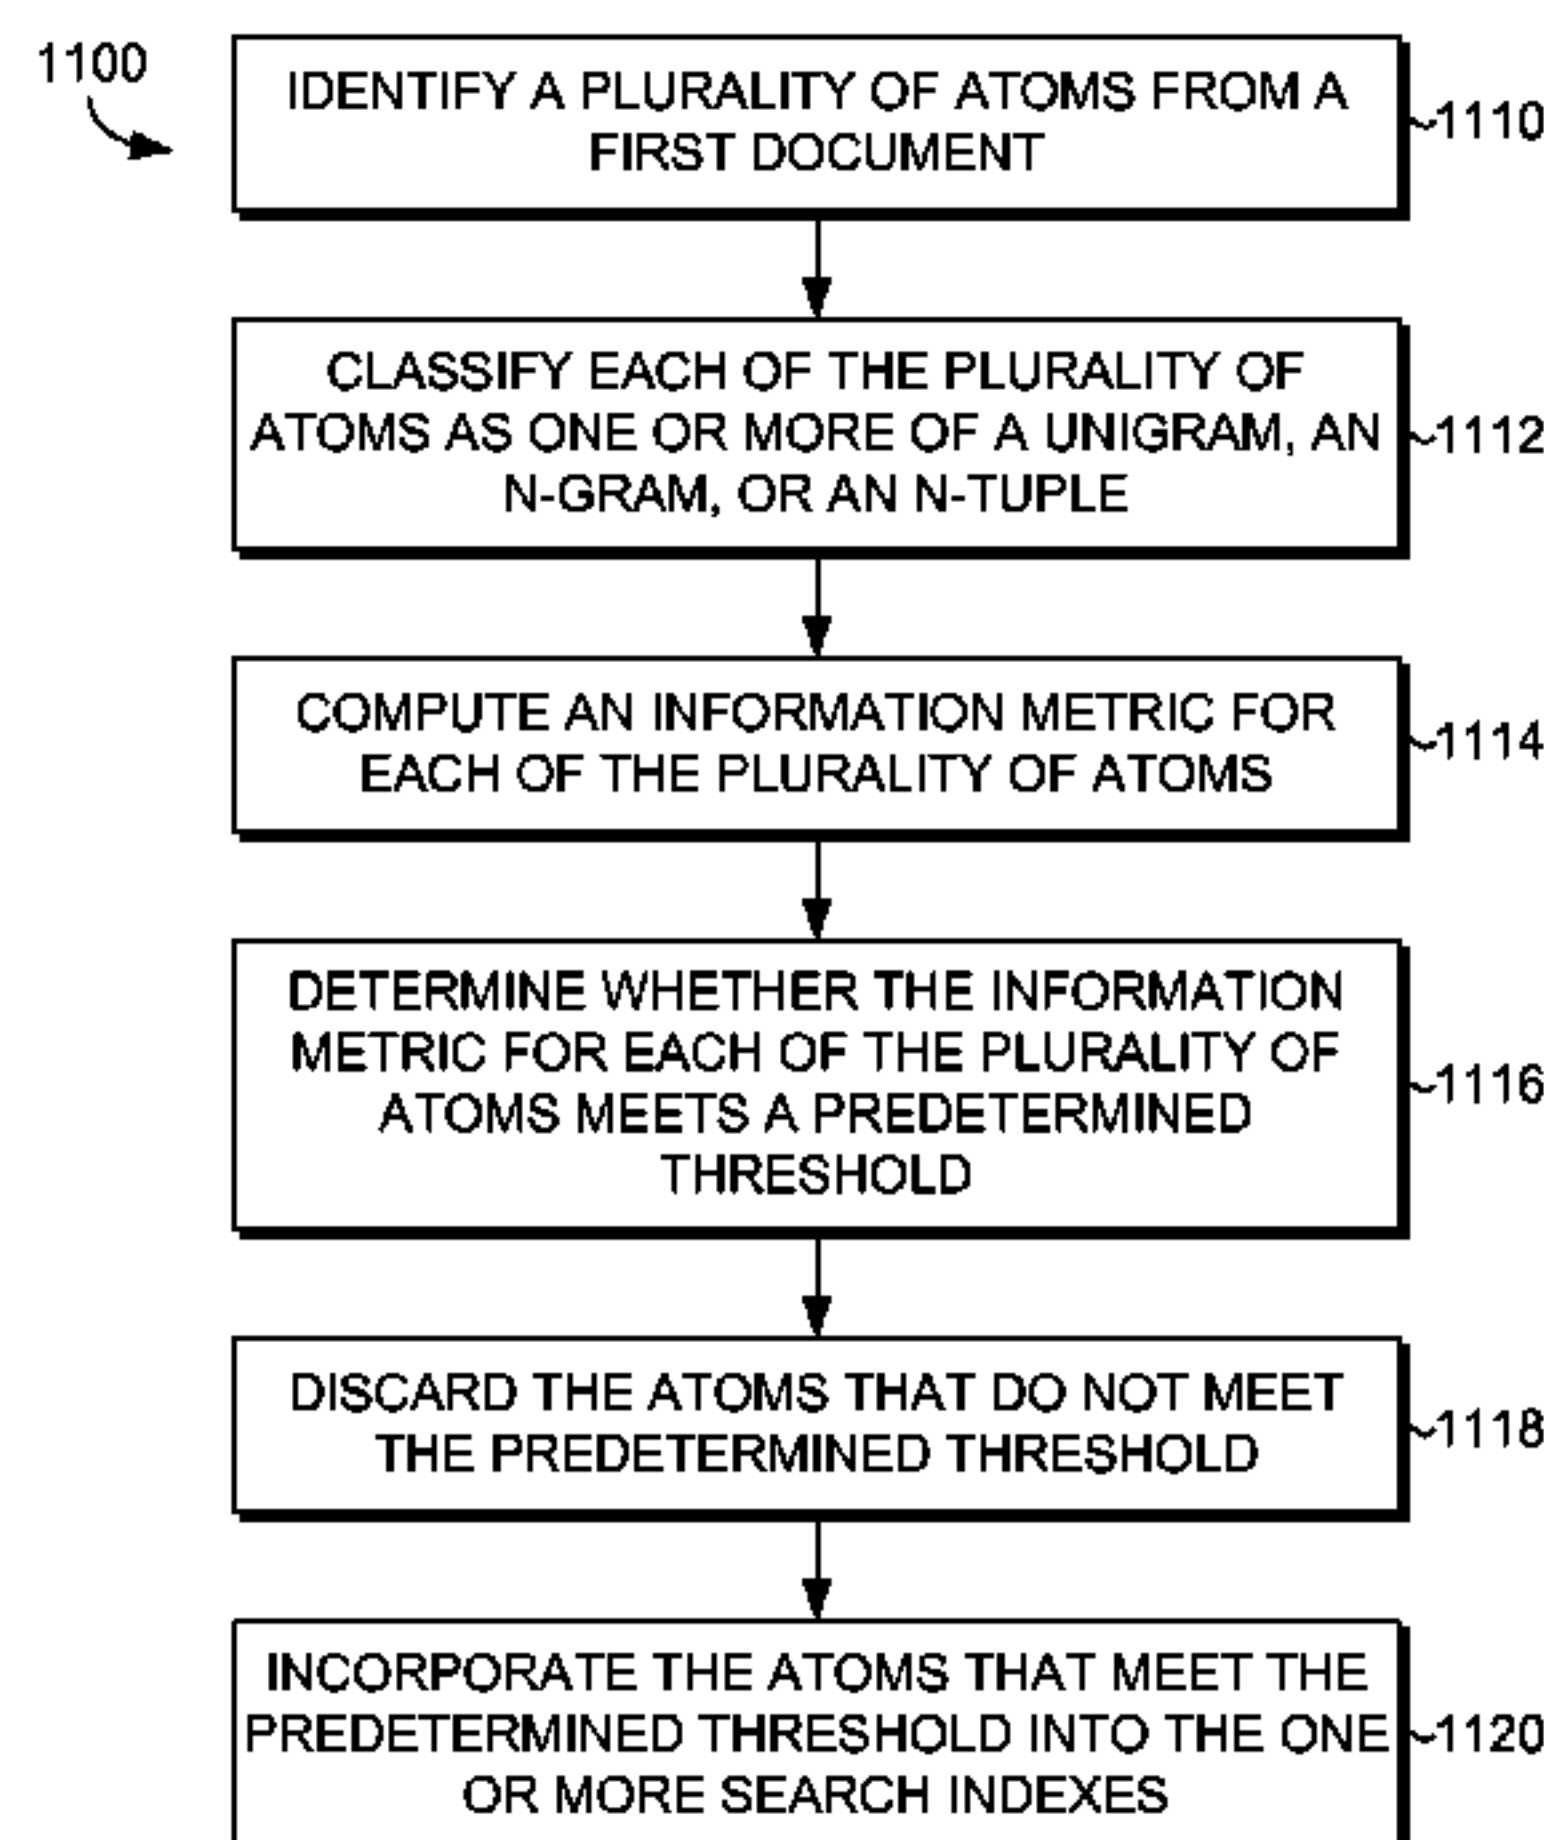 1100
IDENTIFY A PLURALITY OF ATOMS FROM A
FIRST DOCUMENT
1110
CLASSIFY EACH OF THE PLURALITY OF
ATOMS AS ONE OR MORE OF A UNIGRAM, AN
N-GRAM, OR AN N-TUPLE
1112
COMPUTE AN INFORMATION METRIC FOR
EACH OF THE PLURALITY OF ATOMS
1114
DETERMINE WHETHER THE INFORMATION
METRIC FOR EACH OF THE PLURALITY OF
ATOMS MEETS A PREDETERMINED
THRESHOLD
1116
DISCARD THE ATOMS THAT DO NOT MEET
THE PREDETERMINED THRESHOLD
1118
INCORPORATE THE ATOMS THAT MEET THE
PREDETERMINED THRESHOLD INTO THE ONE
OR MORE SEARCH INDEXES
1120